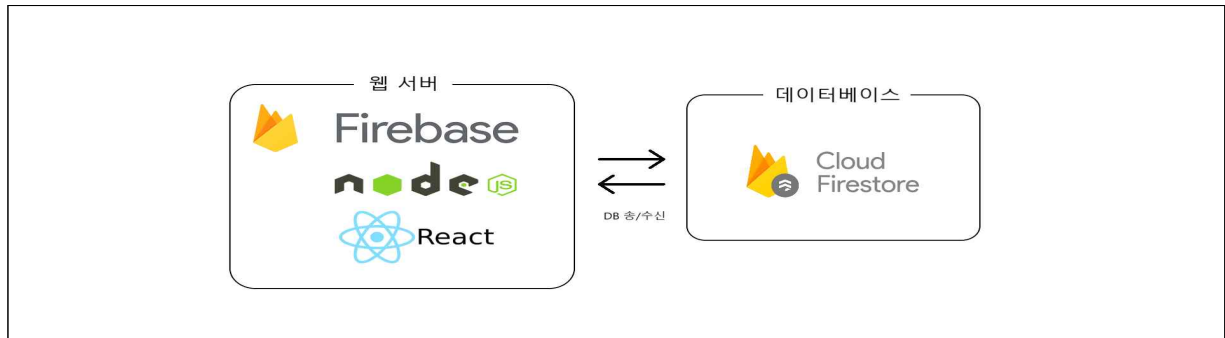 웹 서버
Firebase
node JS
React
DB 송/수신
데이터베이스
Cloud
Firestore